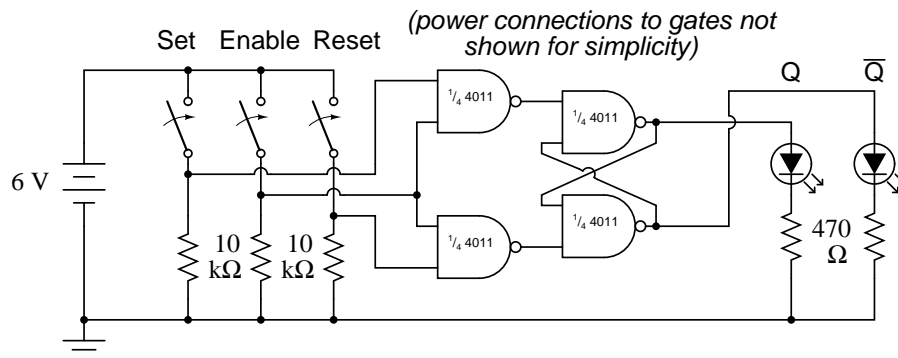 (power connections to gates not
shown for simplicity)
Set Enable Reset
Q Q̅
1/4 4011
1/4 4011
6 V
1/4 4011
1/4 4011
10 kΩ
10 kΩ
470 Ω